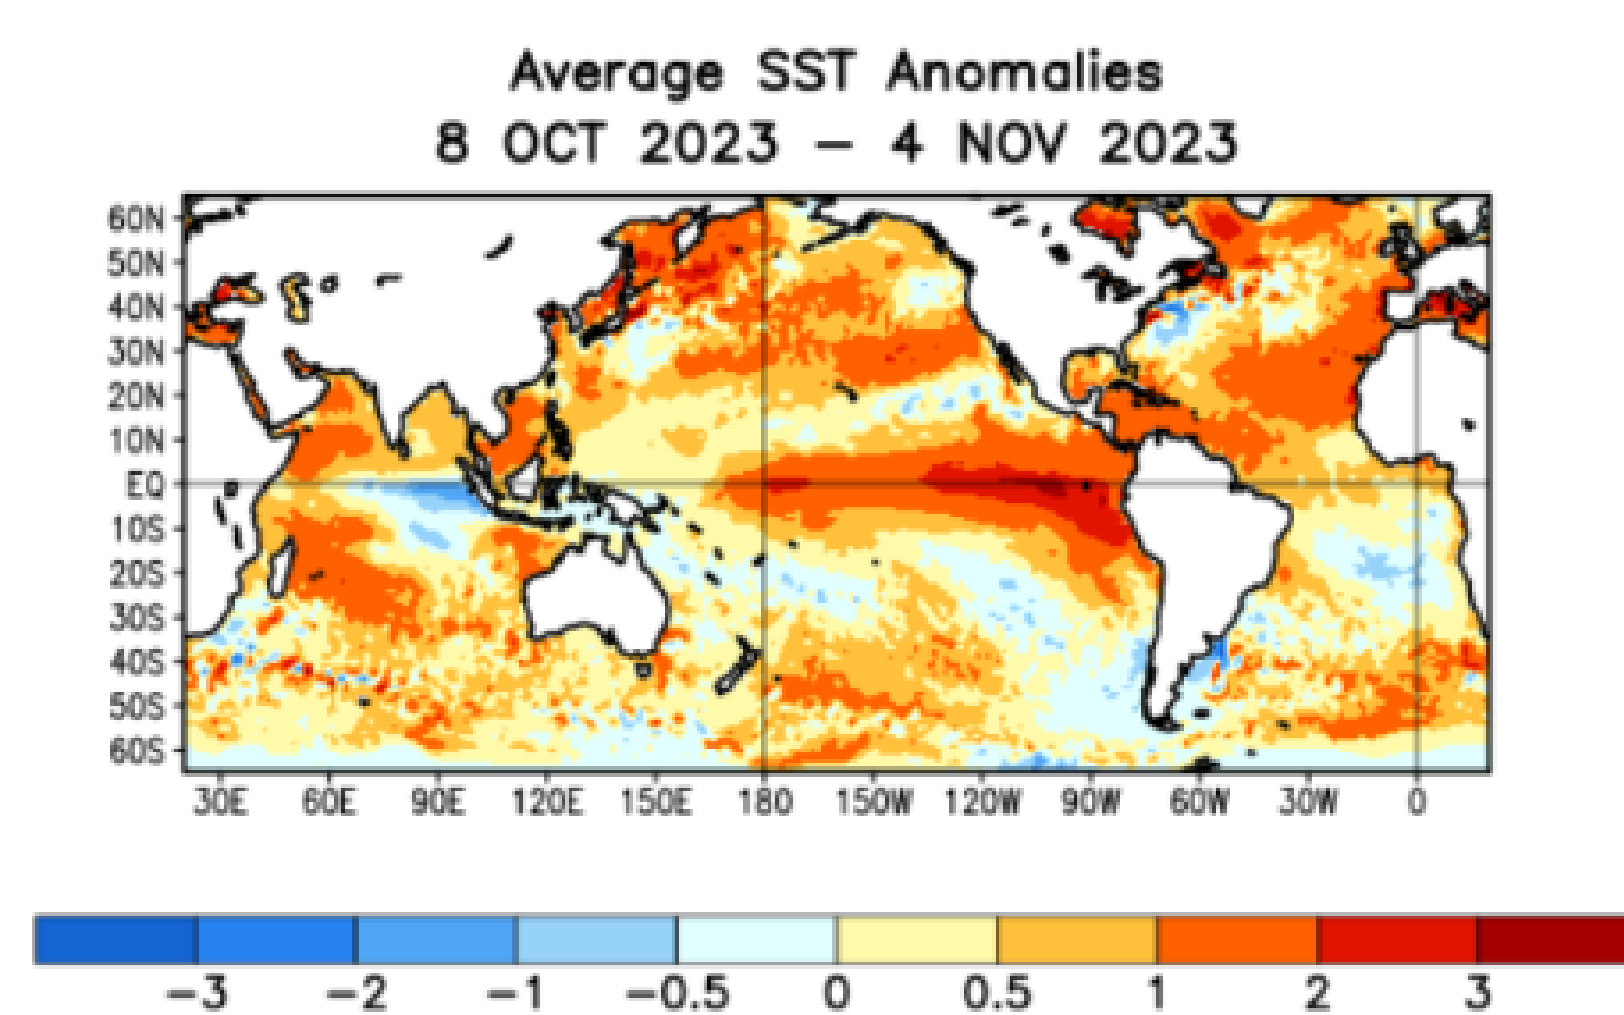 Average SST Anomalies
8 OCT 2023 – 4 NOV 2023
60N
50N
40N
30N
20N
10N
EQ
10S
20S
30S
40S
50S
60S
30E 60E 90E 120E 150E 180 150W 120W 90W 60W 30W 0
−3 −2 −1 −0.5 0 0.5 1 2 3